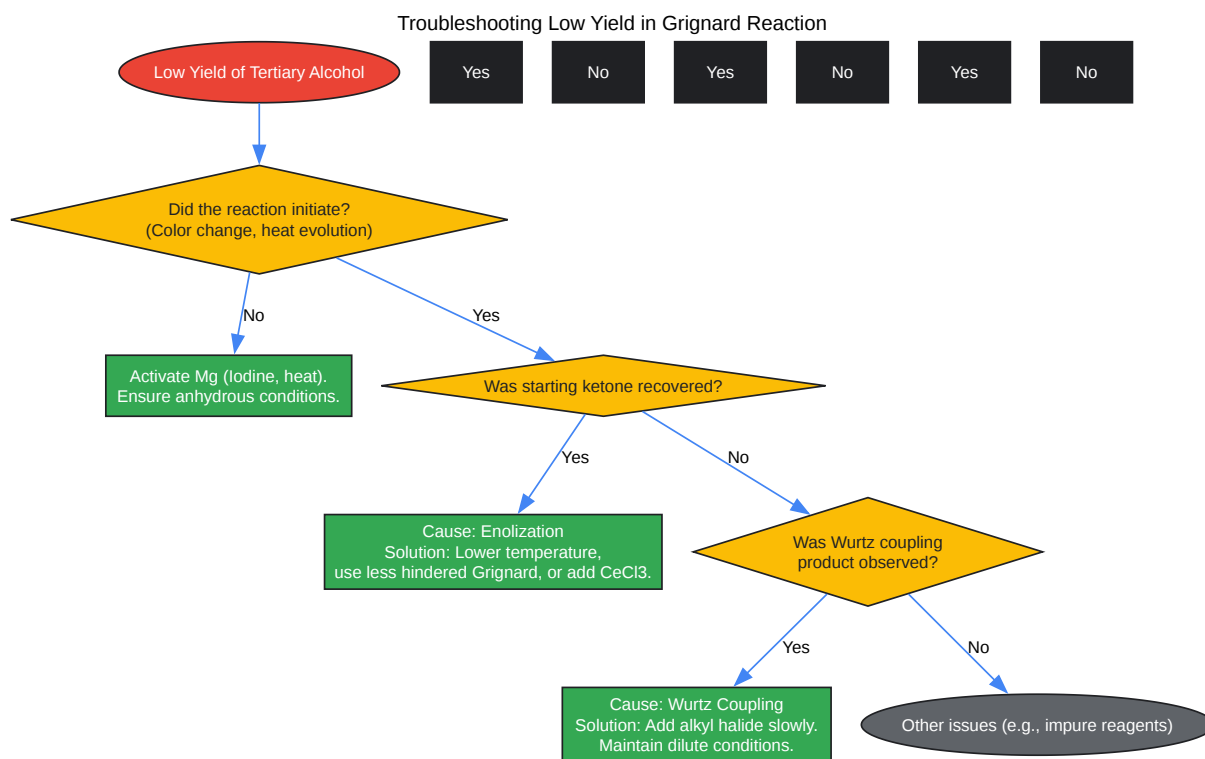 Troubleshooting Low Yield in Grignard Reaction
Low Yield of Tertiary Alcohol
Yes
No
Yes
No
Yes
No
Did the reaction initiate?
(Color change, heat evolution)
No
Yes
Activate Mg (Iodine, heat).
Ensure anhydrous conditions.
Was starting ketone recovered?
Yes
No
Cause: Enolization
Solution: Lower temperature,
use less hindered Grignard, or add CeCl3.
Was Wurtz coupling
product observed?
Yes
No
Cause: Wurtz Coupling
Solution: Add alkyl halide slowly.
Maintain dilute conditions.
Other issues (e.g., impure reagents)